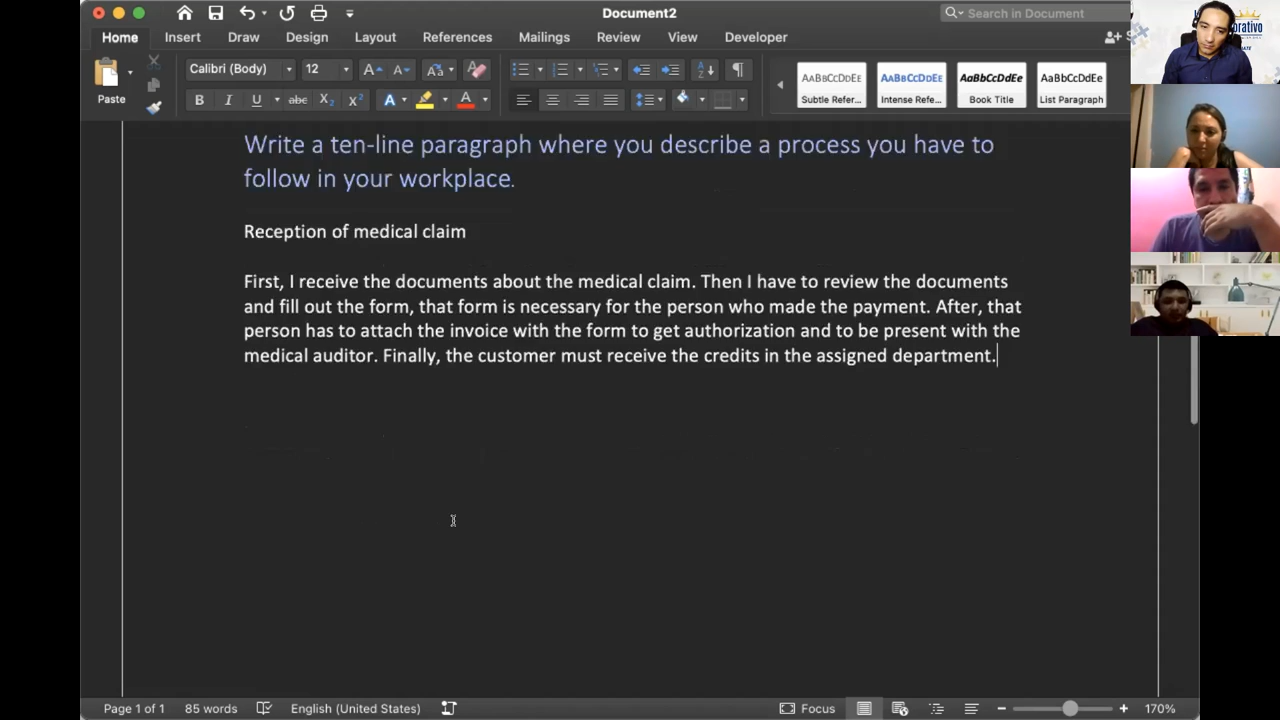 Document2
Search in Document
Home Insert Draw Design Layout References Mailings Review View Developer
Paste
Calibri (Body) 12
AaBbCcDdEe AaBbCcDdEe AaBbCcDdEe AaBbCcDdEe
Subtle Refer... Intense Refe... Book Title List Paragraph
Write a ten-line paragraph where you describe a process you have to
follow in your workplace.
Reception of medical claim
First, I receive the documents about the medical claim. Then I have to review the documents
and fill out the form, that form is necessary for the person who made the payment. After, that
person has to attach the invoice with the form to get authorization and to be present with the
medical auditor. Finally, the customer must receive the credits in the assigned department.
Page 1 of 1 85 words English (United States) Focus 170%